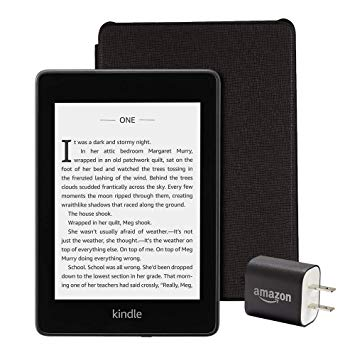 ONE
It was a dark and stormy night.
In her attic bedroom Margaret Murry,
wrapped in an old patchwork quilt, sat on
the foot of her bed and watched the trees tossing in
the frenzied lashing of the wind. Behind the trees
clouds scudded frantically across the sky. Every few
moments the moon ripped through them, creating
wraithlike shadows that raced along the ground.
The house shook.
Wrapped in her quilt, Meg shook.
She wasn't usually afraid of weather.—It's not
just the weather, she thought.—It's the weather on
top of everything else. On top of me. On top of Meg
Murry doing everything wrong.
School. School was all wrong. She'd been dropped
down to the lowest section in her grade. That morn-
ing one of her teachers had said crossly, "Really, Meg,
kindle
amazon